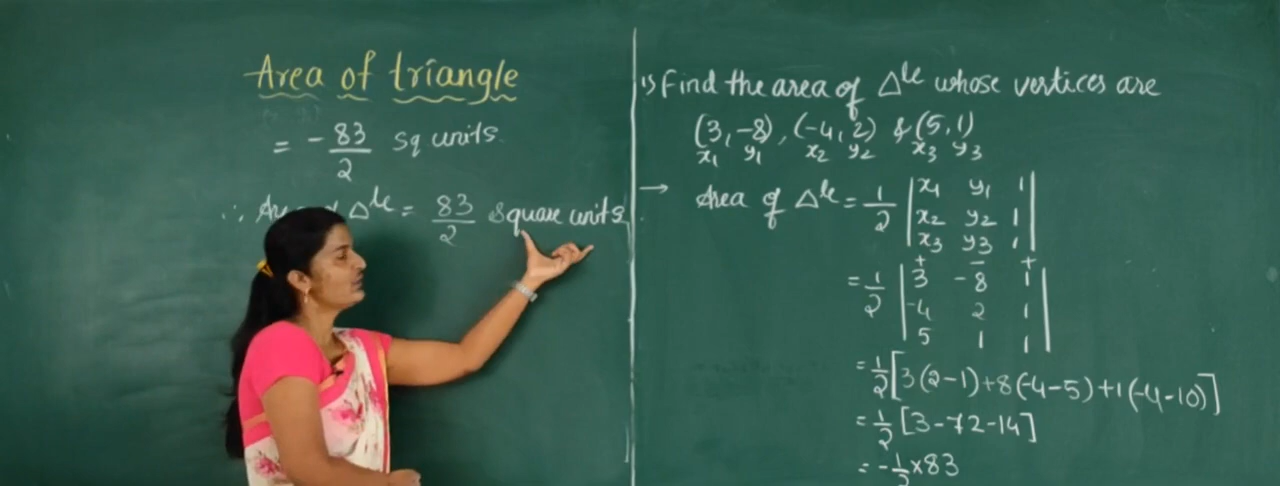 Area of triangle
= -83/2 sq units.
∴ Δle = 83/2 square units.
1) Find the area of Δle whose vertices are
(3, -8), (-4, 2) & (5, 1)
x1 y1 x2 y2 x3 y3
→ Area of Δle = 1/2 | x1 y1 1 |
| x2 y2 1 |
| x3 y3 1 |
+ - +
= 1/2 | 3 -8 1 |
| -4 2 1 |
| 5 1 1 |
= 1/2 [3(2-1)+8(-4-5)+1(-4-10)]
= 1/2 [3-72-14]
= -1/2 × 83